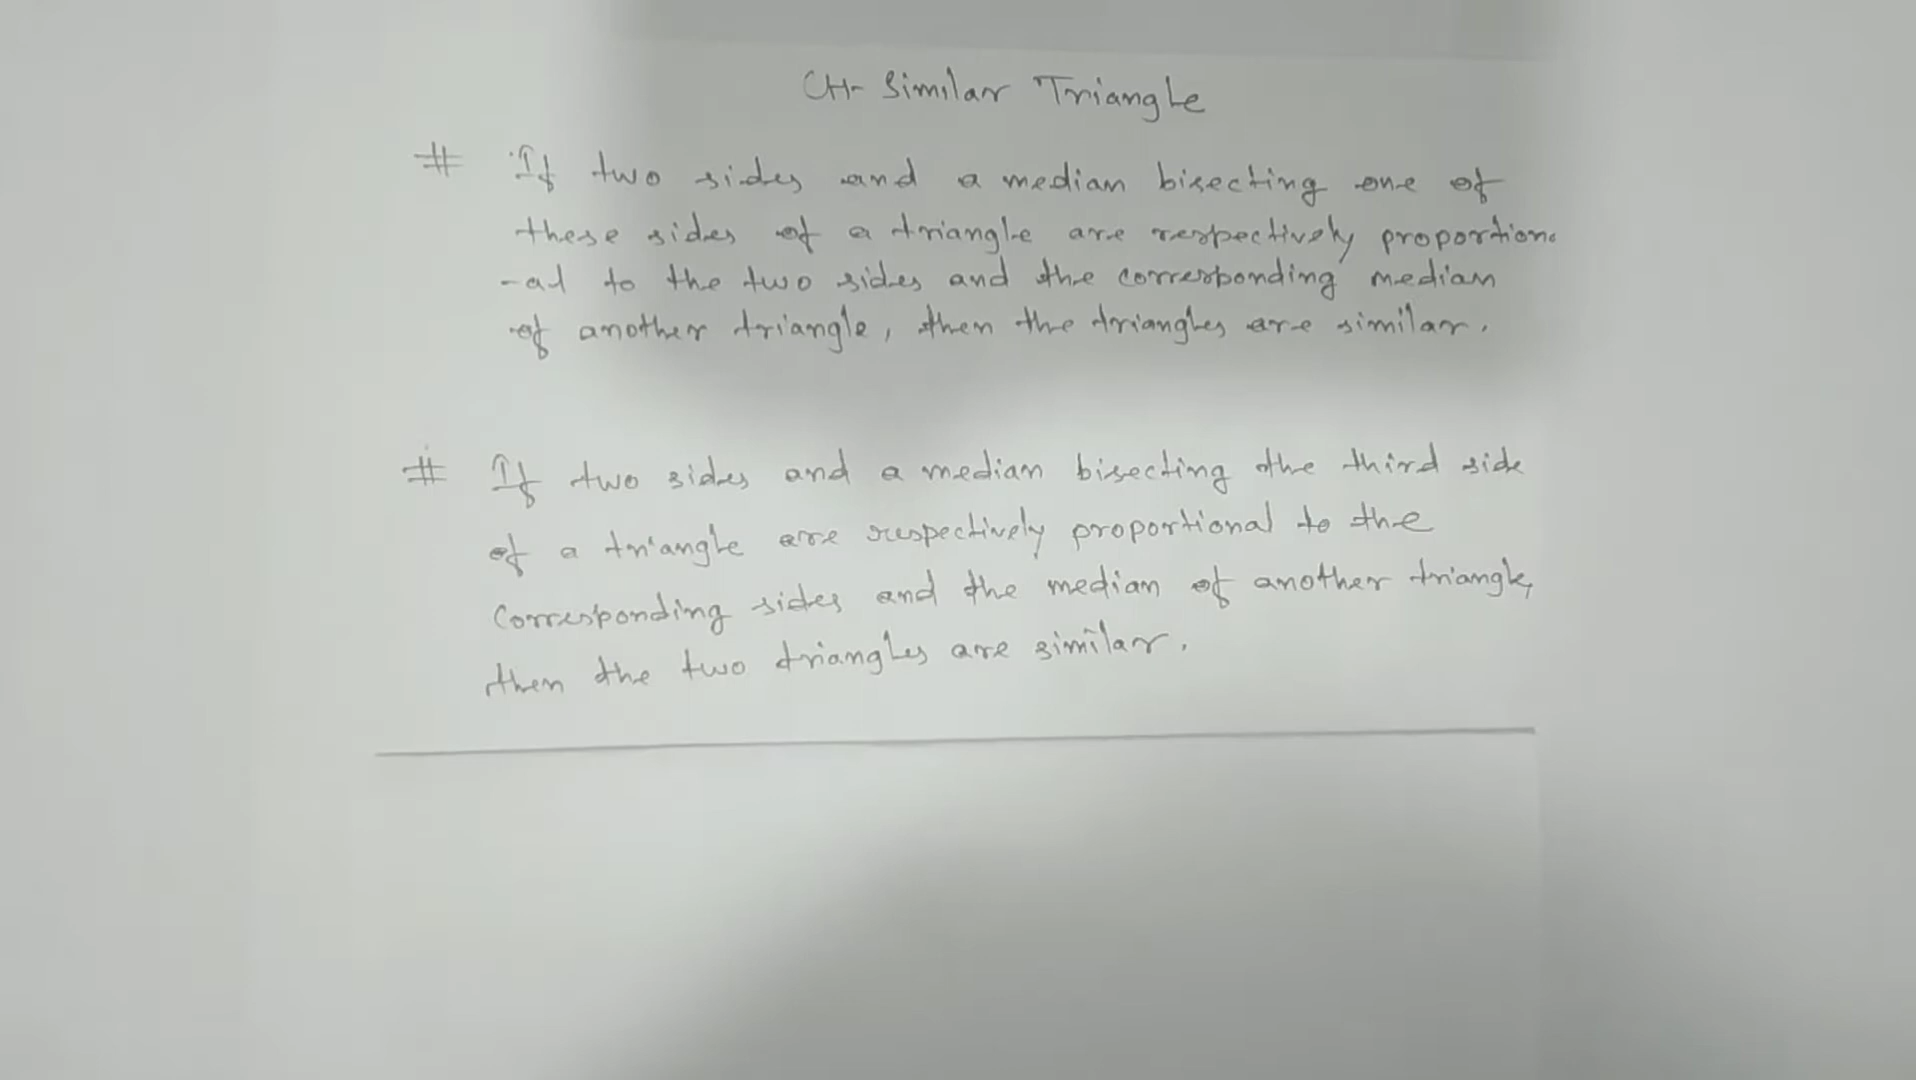 CH- Similar Triangle
# If two sides and a median bisecting one of
these sides of a triangle are respectively proportion
-al to the two sides and the corresponding median
of another triangle, then the triangles are similar.
# If two sides and a median bisecting the third side
of a triangle are respectively proportional to the
corresponding sides and the median of another triangle,
then the two triangles are similar.